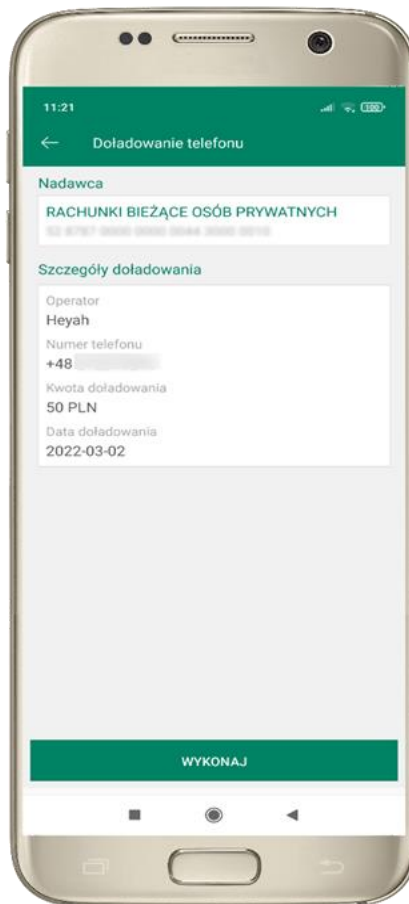 11:21
100
Doładowanie telefonu
Nadawca
RACHUNKI BIEŻĄCE OSÓB PRYWATNYCH
Szczegóły doładowania
Operator
Heyah
Numer telefonu
+48
Kwota doładowania
50 PLN
Data doładowania
2022-03-02
WYKONAJ